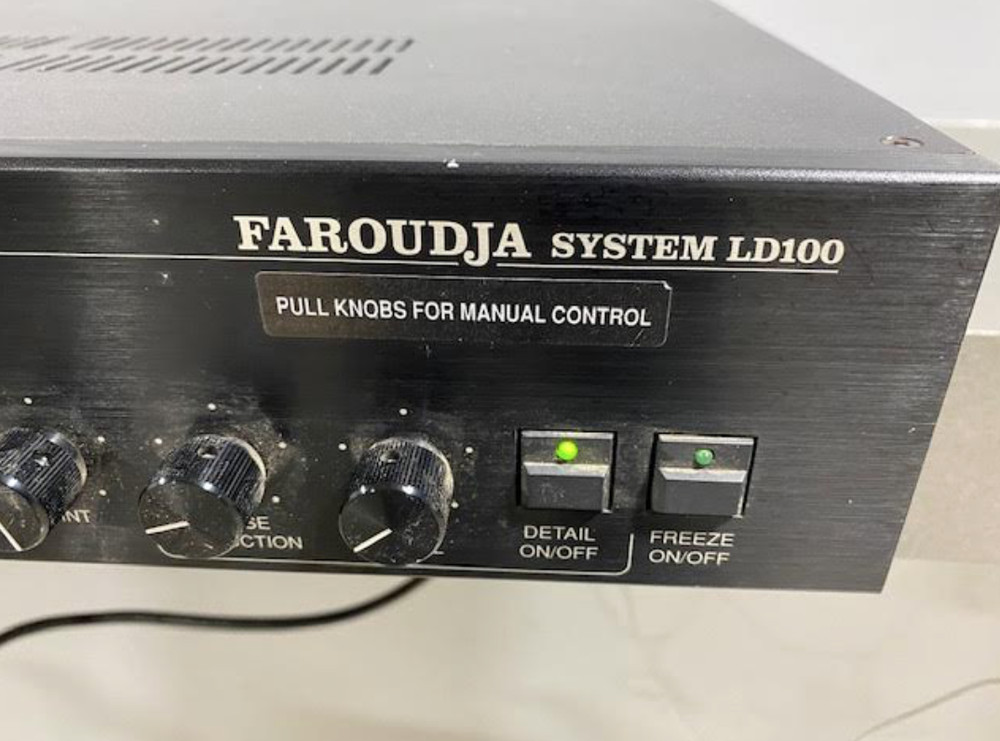 FAROUDJA SYSTEM LD100
PULL KNOBS FOR MANUAL CONTROL
DETAIL
ON/OFF
FREEZE
ON/OFF